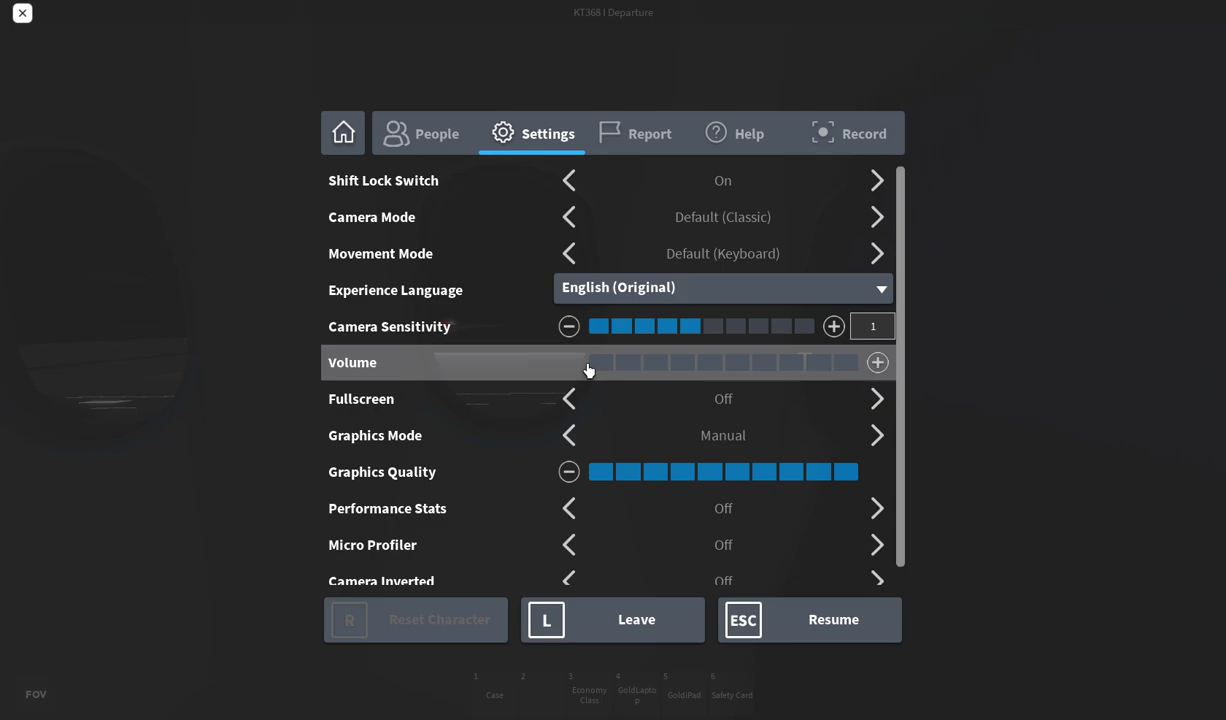 KT368 I Departure
People
Settings
Report
Help
Record
Shift Lock Switch
On
Camera Mode
Default (Classic)
Movement Mode
Default (Keyboard)
Experience Language
English (Original)
Camera Sensitivity
1
Volume
Fullscreen
Off
Graphics Mode
Manual
Graphics Quality
Performance Stats
Off
Micro Profiler
Off
Camera Inverted
Off
R Reset Character
L Leave
ESC Resume
FOV
1
Case
2
3
Economy
Class
4
GoldLapto
p
5
GoldiPad
6
Safety Card